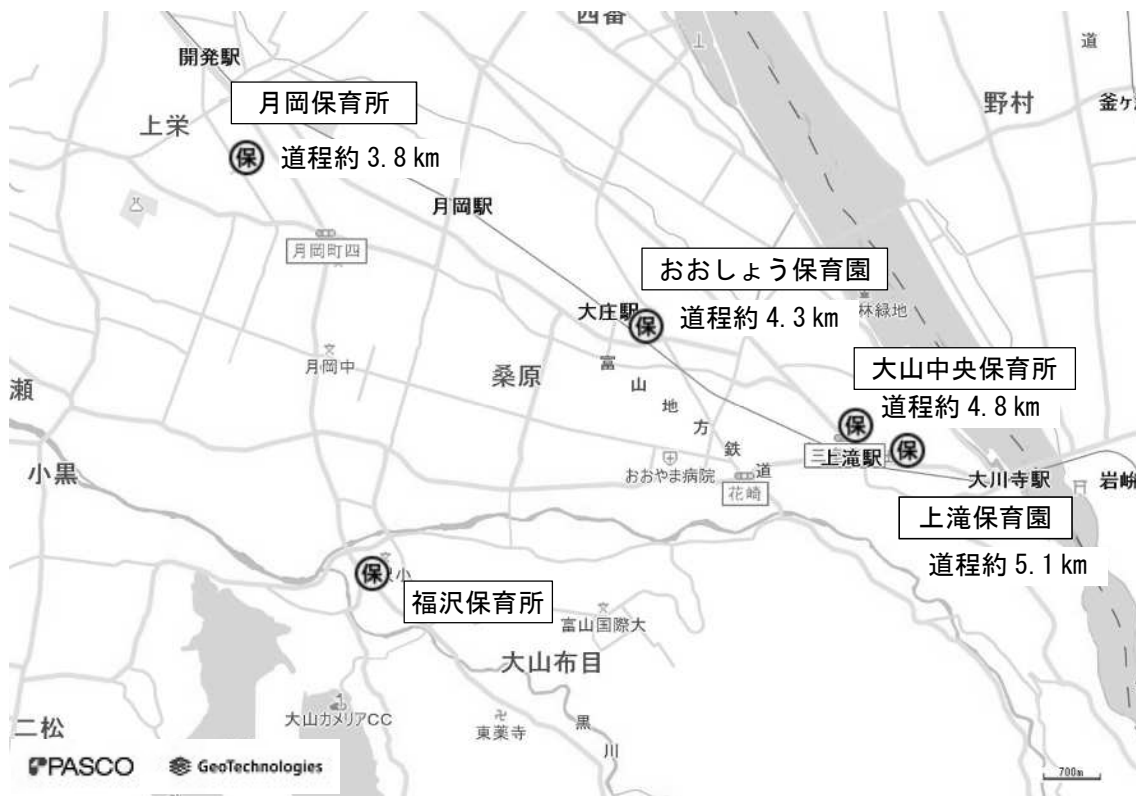 四番
道
開発駅
月岡保育所
野村
上栄
保
道程約 3.8 km
月岡駅
月岡町四
おおしょう保育園
大庄駅
保
道程約 4.3 km
林緑地
月岡中
桑原
富山地方鉄道
大山中央保育所
道程約 4.8 km
瀬
保
保
上滝駅
小黒
おおやま病院
花崎
大川寺駅
岩峅
上滝保育園
道程約 5.1 km
保
小
福沢保育所
富山国際大
大山布目
大山カメリアCC
東薬寺
黒川
二松
PASCO
GeoTechnologies
700m